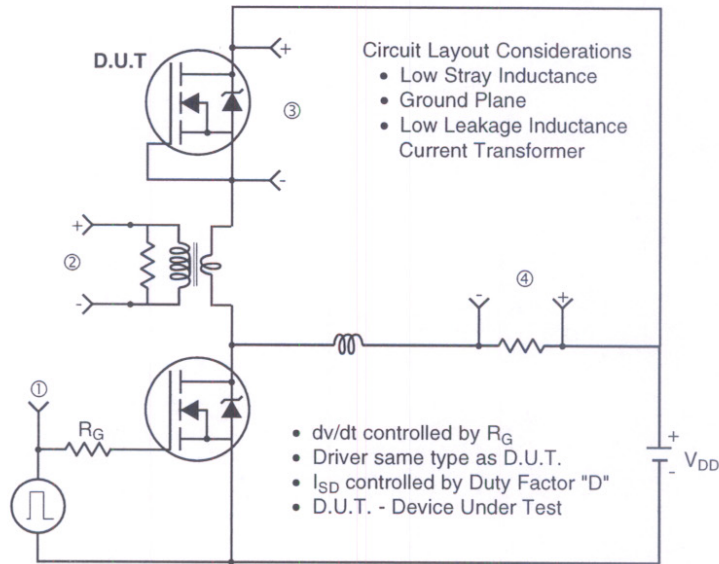 D.U.T
+
③
-
Circuit Layout Considerations
• Low Stray Inductance
• Ground Plane
• Low Leakage Inductance
Current Transformer
+
②
-
④
- +
①
R_G
• dv/dt controlled by R_G
• Driver same type as D.U.T.
• I_SD controlled by Duty Factor "D"
• D.U.T. - Device Under Test
+
V_DD
-